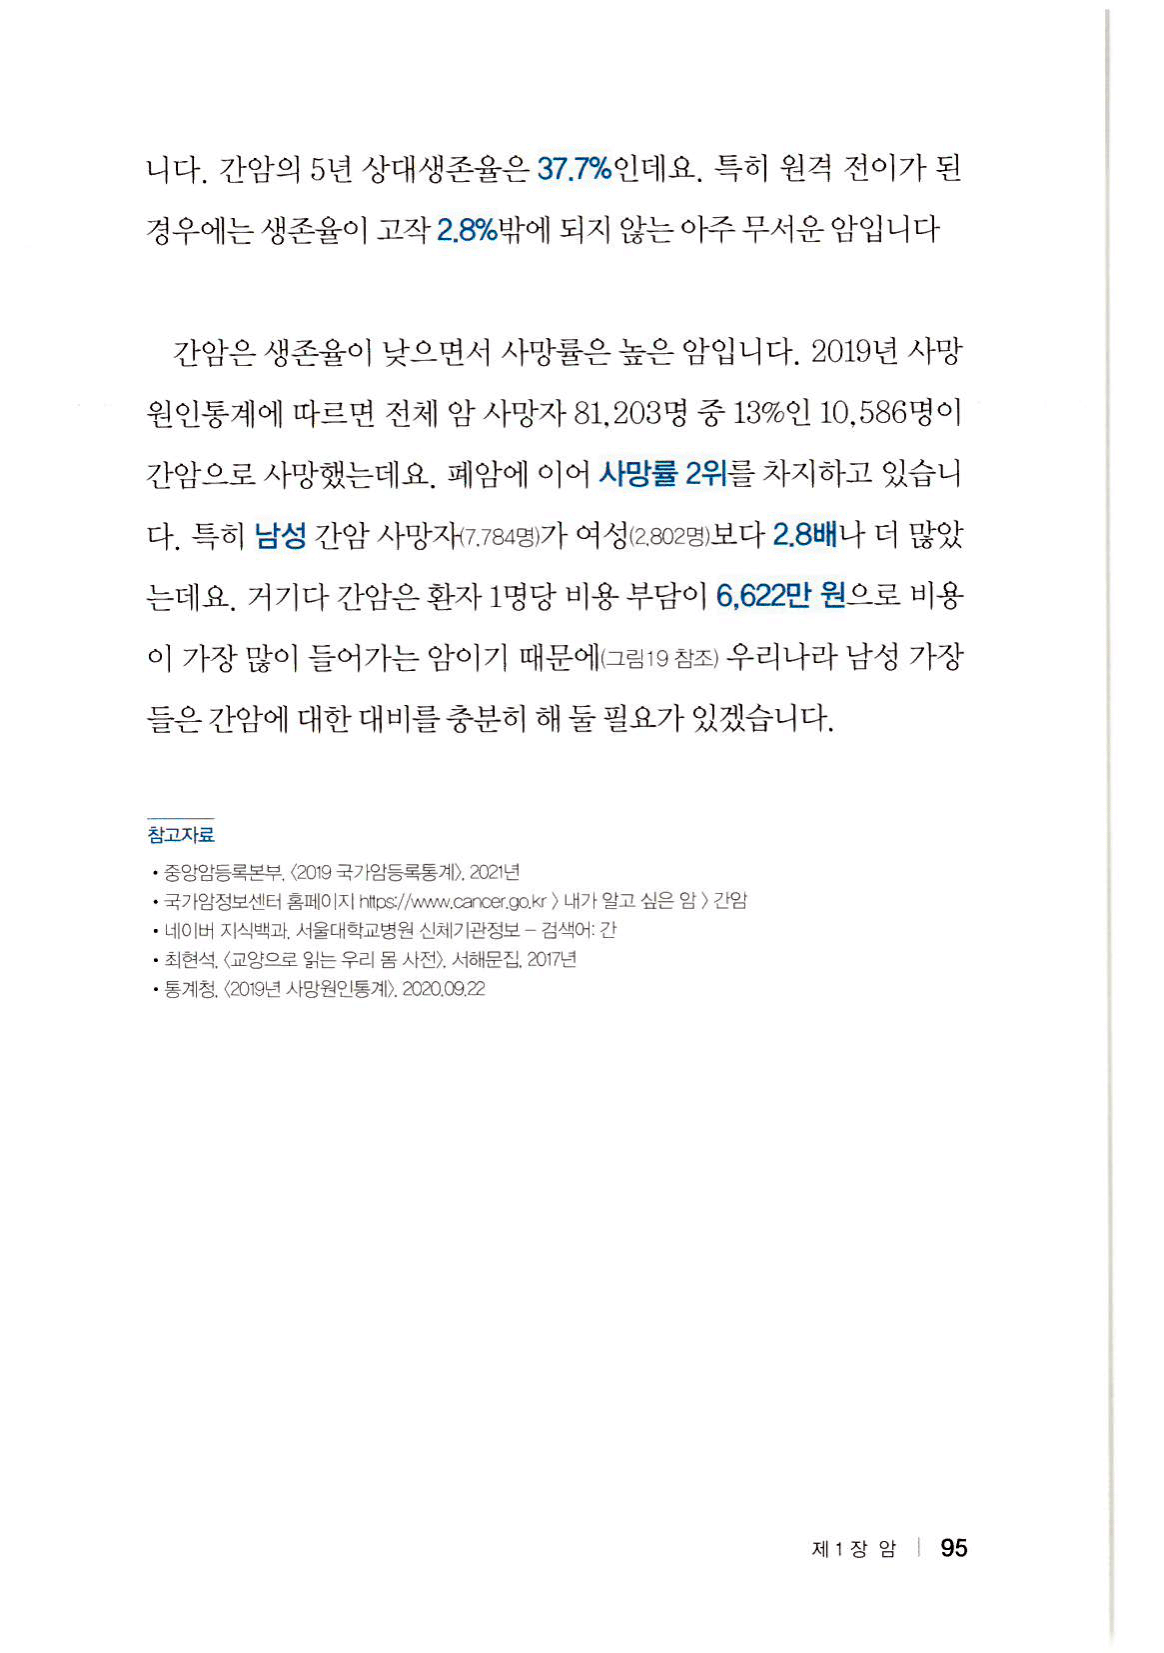 니다. 간암의 5년 상대생존율은 37.7%인데요. 특히 원격 전이가 된
경우에는 생존율이 고작 2.8%밖에 되지 않는 아주 무서운 암입니다
간암은 생존율이 낮으면서 사망률은 높은 암입니다. 2019년 사망
원인통계에 따르면 전체 암 사망자 81,203명 중 13%인 10,586명이
간암으로 사망했는데요. 폐암에 이어 사망률 2위를 차지하고 있습니
다. 특히 남성 간암 사망자(7,784명)가 여성(2,802명)보다 2.8배나 더 많았
는데요. 거기다 간암은 환자 1명당 비용 부담이 6,622만 원으로 비용
이 가장 많이 들어가는 암이기 때문에(그림19 참조) 우리나라 남성 가장
들은 간암에 대한 대비를 충분히 해 둘 필요가 있겠습니다.
참고자료
• 중앙암등록본부, 〈2019 국가암등록통계〉, 2021년
• 국가암정보센터 홈페이지 https://www.cancer.go.kr 〉 내가 알고 싶은 암 〉 간암
• 네이버 지식백과, 서울대학교병원 신체기관정보 – 검색어: 간
• 최현석, 〈교양으로 읽는 우리 몸 사전〉, 서해문집, 2017년
• 통계청, 〈2019년 사망원인통계〉, 2020.09.22
제1장 암 | 95